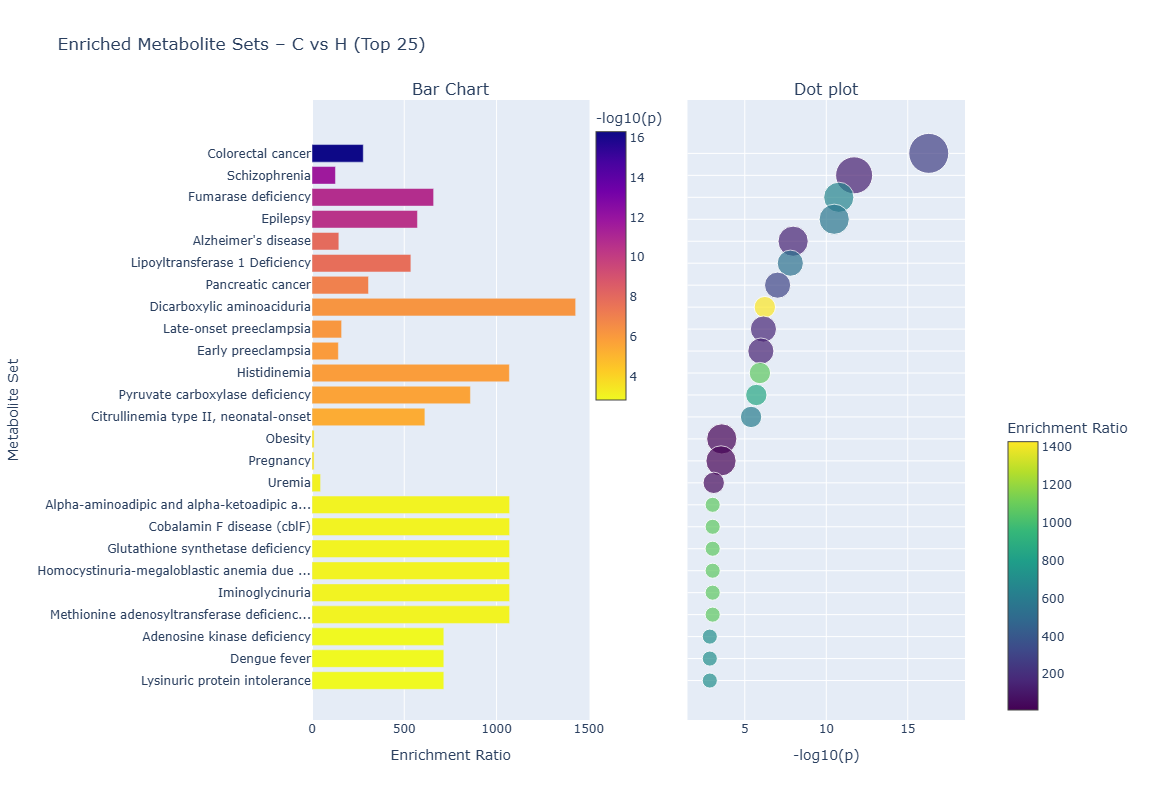 Enriched Metabolite Sets – C vs H (Top 25)
Bar Chart
Dot plot
Metabolite Set
Colorectal cancer
Schizophrenia
Fumarase deficiency
Epilepsy
Alzheimer's disease
Lipoyltransferase 1 Deficiency
Pancreatic cancer
Dicarboxylic aminoaciduria
Late-onset preeclampsia
Early preeclampsia
Histidinemia
Pyruvate carboxylase deficiency
Citrullinemia type II, neonatal-onset
Obesity
Pregnancy
Uremia
Alpha-aminoadipic and alpha-ketoadipic a...
Cobalamin F disease (cblF)
Glutathione synthetase deficiency
Homocystinuria-megaloblastic anemia due ...
Iminoglycinuria
Methionine adenosyltransferase deficienc...
Adenosine kinase deficiency
Dengue fever
Lysinuric protein intolerance
0 500 1000 1500
Enrichment Ratio
-log10(p)
16
14
12
10
8
6
4
5 10 15
-log10(p)
Enrichment Ratio
1400
1200
1000
800
600
400
200